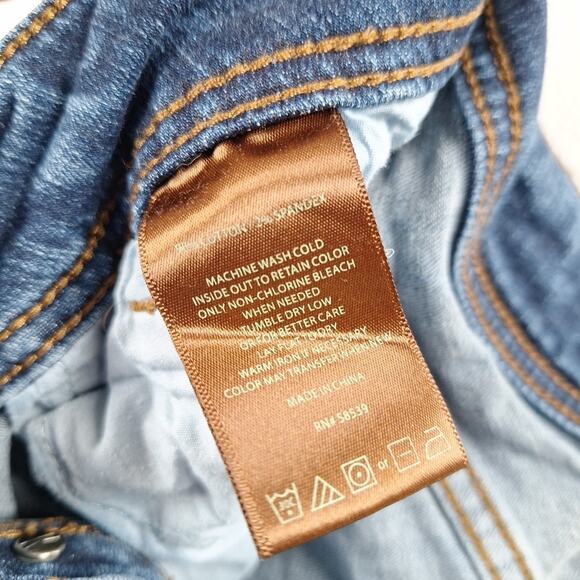 COTTON 2% SPANDEX
MACHINE WASH COLD
INSIDE OUT TO RETAIN COLOR
ONLY NON-CHLORINE BLEACH
WHEN NEEDED
TUMBLE DRY LOW
OR FOR BETTER CARE
LAY FLAT TO DRY
WARM IRON IF NECESSARY
COLOR MAY TRANSFER WHEN NEW
MADE IN CHINA
RN# 58539
or